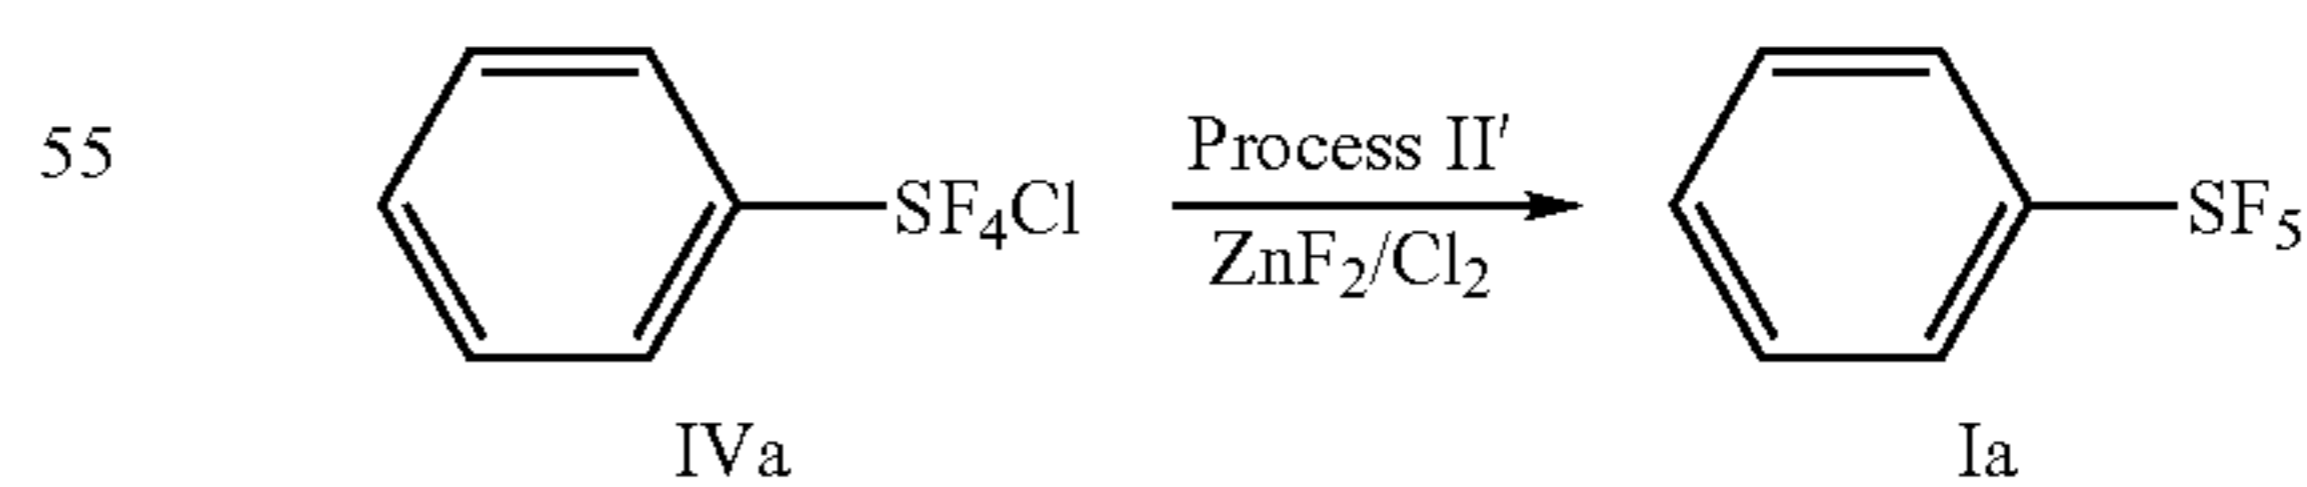 Process II′
55
SF₄Cl
SF₅
ZnF₂/Cl₂
IVa
Ia